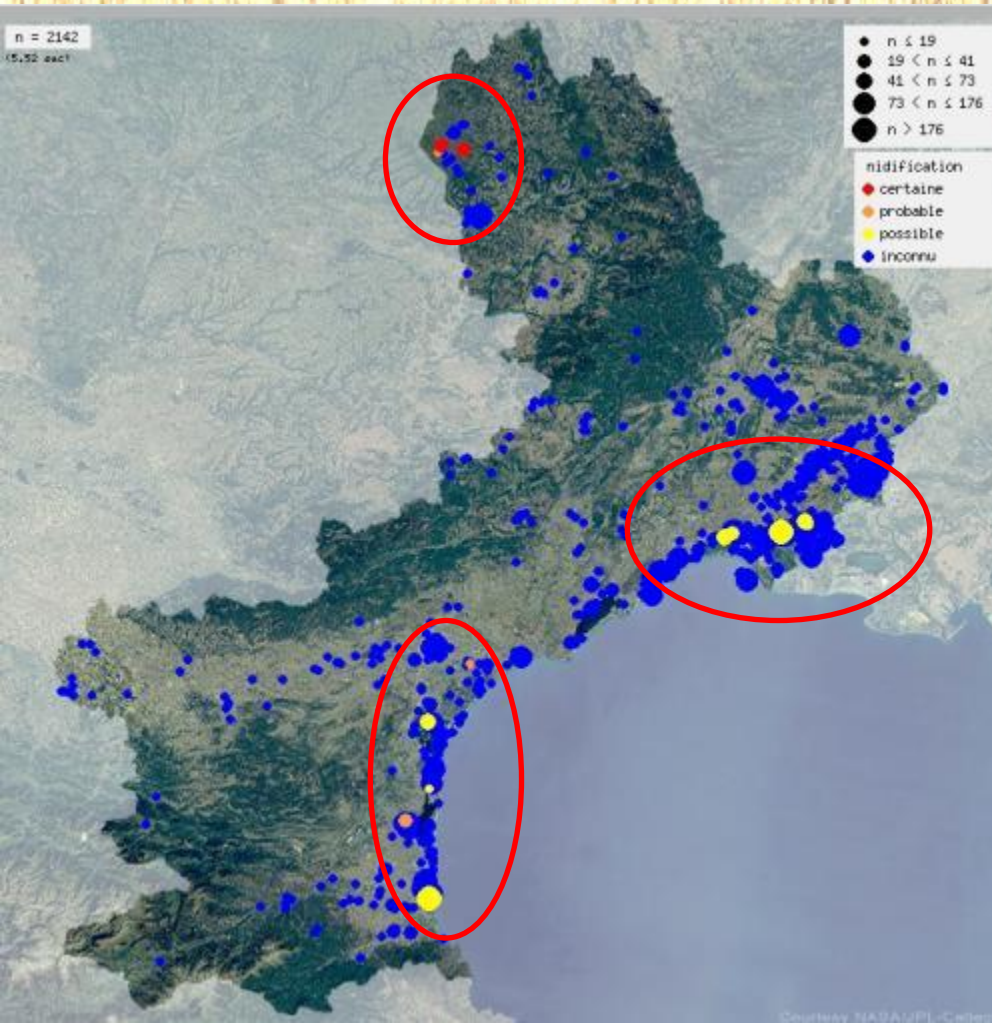 n = 2142
(5.52 sec)
n ≤ 19
19 < n ≤ 41
41 < n ≤ 73
73 < n ≤ 176
n > 176
nidification
certaine
probable
possible
inconnu
Courtesy NASA/JPL-Caltec